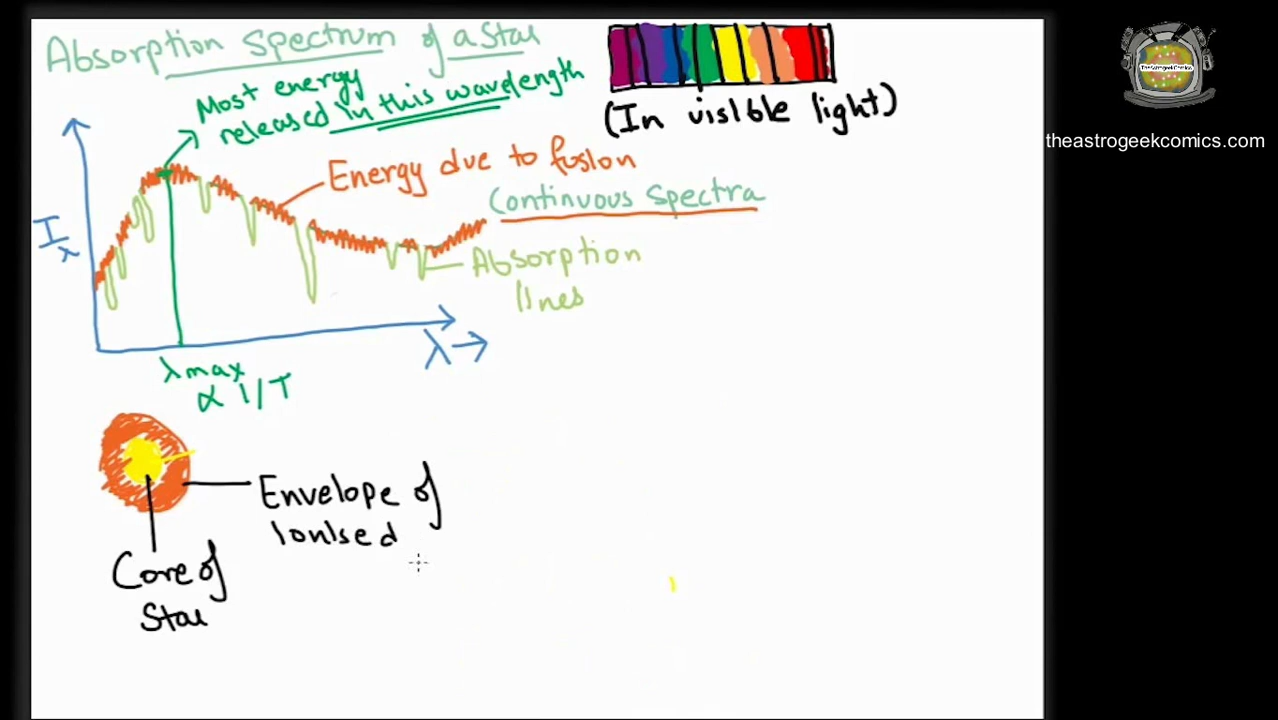 Absorption spectrum of a Star
Most energy
released in this wavelength
(In visible light)
TheAstrogeekComics
theastrogeekcomics.com
Energy due to fusion
Continuous Spectra
Iλ
Absorption
lines
λ →
λmax
∝ 1/T
Envelope of
Ionised
Core of
Star